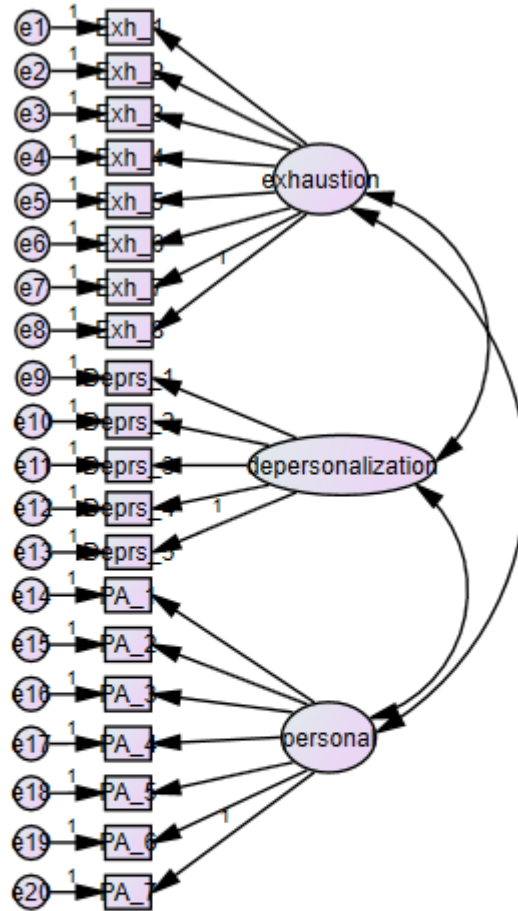 1
e1 Exh_1
1
e2 Exh_2
1
e3 Exh_3
1
e4 Exh_4
exhaustion
1
e5 Exh_5
1
e6 Exh_6
1
1
e7 Exh_7
1
e8 Exh_8
1
e9 Deprs_1
1
e10 Deprs_2
1
e11 Deprs_3
depersonalization
1
e12 Deprs_4
1
1
e13 Deprs_5
1
e14 PA_1
1
e15 PA_2
1
e16 PA_3
1
e17 PA_4
personal
1
e18 PA_5
1
1
e19 PA_6
1
e20 PA_7